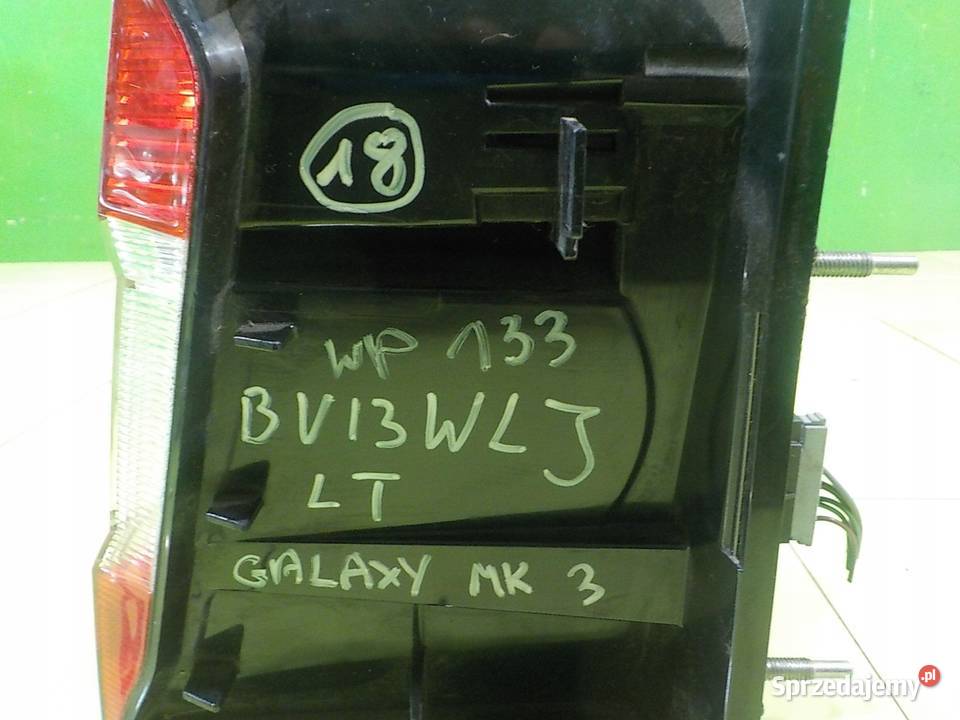 18
WP 133
BV13WLJ
LT
GALAXY MK 3
Sprzedajemy.pl